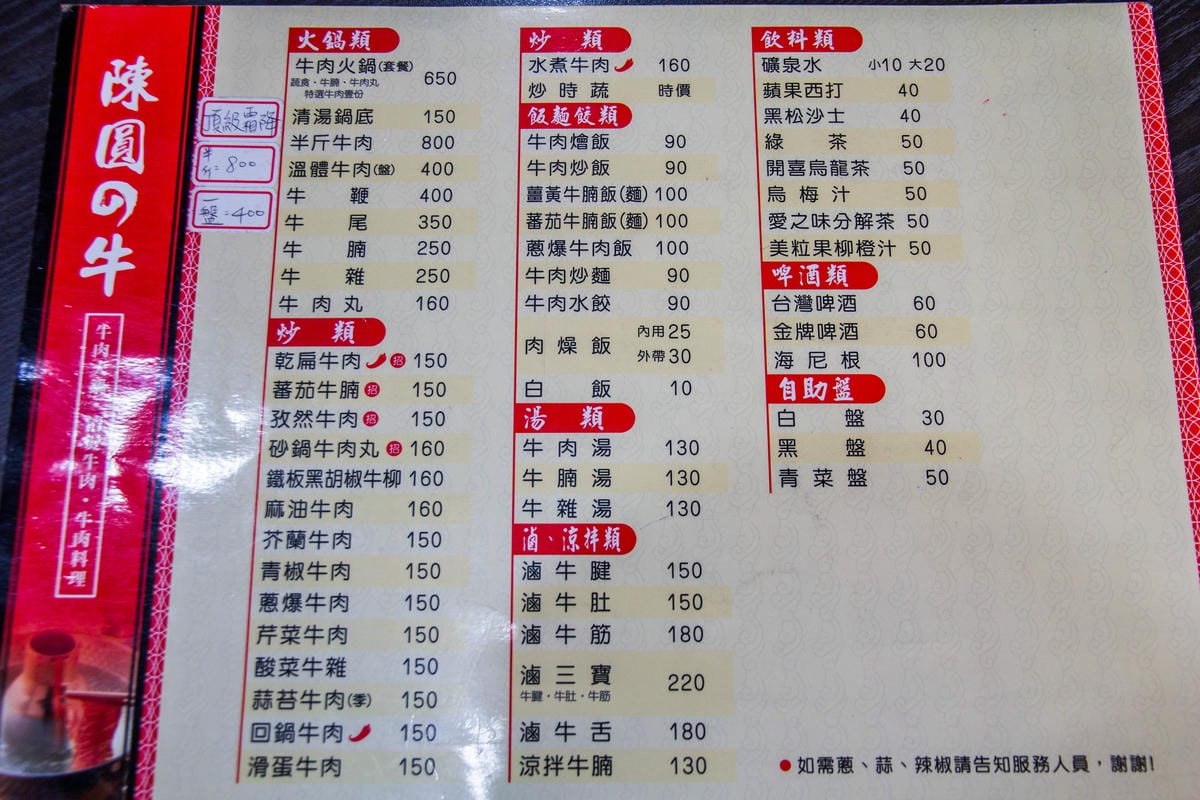 陳圓の牛
牛肉料理
頂級霜降
半斤=800
一盤=400
火鍋類
牛肉火鍋(套餐) 650
蔬食・牛腩・牛肉丸
特選牛肉壹份
清湯鍋底 150
半斤牛肉 800
溫體牛肉(盤) 400
牛鞭 400
牛尾 350
牛腩 250
牛雜 250
牛肉丸 160
炒類
乾扁牛肉 招 150
蕃茄牛腩 招 150
孜然牛肉 招 150
砂鍋牛肉丸 招 160
鐵板黑胡椒牛柳 160
麻油牛肉 160
芥蘭牛肉 150
青椒牛肉 150
蔥爆牛肉 150
芹菜牛肉 150
酸菜牛雜 150
蒜苔牛肉(季) 150
回鍋牛肉 150
滑蛋牛肉 150
炒類
水煮牛肉 160
炒時蔬 時價
飯麵餃類
牛肉燴飯 90
牛肉炒飯 90
薑黃牛腩飯(麵) 100
蕃茄牛腩飯(麵) 100
蔥爆牛肉飯 100
牛肉炒麵 90
牛肉水餃 90
肉燥飯 內用25
外帶30
白飯 10
湯類
牛肉湯 130
牛腩湯 130
牛雜湯 130
滷、涼拌類
滷牛腱 150
滷牛肚 150
滷牛筋 180
滷三寶 220
牛腱・牛肚・牛筋
滷牛舌 180
涼拌牛腩 130
飲料類
礦泉水 小10 大20
蘋果西打 40
黑松沙士 40
綠茶 50
開喜烏龍茶 50
烏梅汁 50
愛之味分解茶 50
美粒果柳橙汁 50
啤酒類
台灣啤酒 60
金牌啤酒 60
海尼根 100
自助盤
白盤 30
黑盤 40
青菜盤 50
●如需蔥、蒜、辣椒請告知服務人員，謝謝!